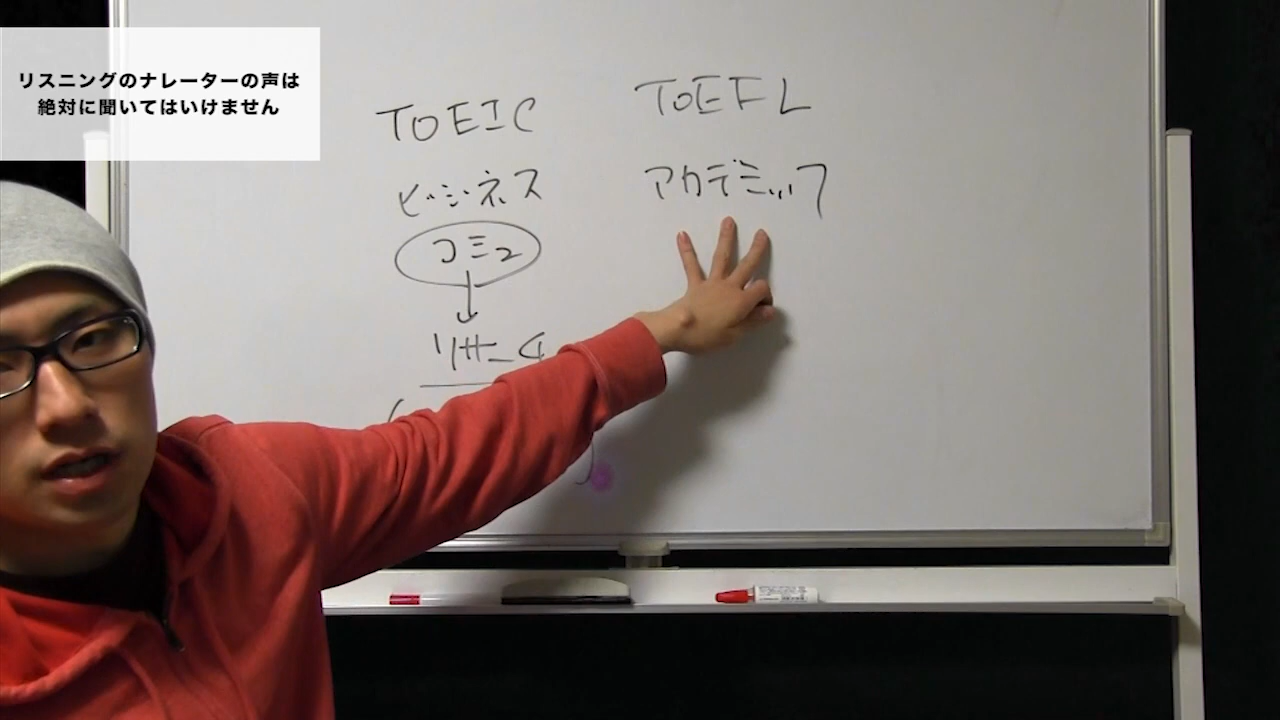 リスニングのナレーターの声は
絶対に聞いてはいけません
TOEIC
ビジネス
コミュ
リサーチ
TOEFL
アカデミック